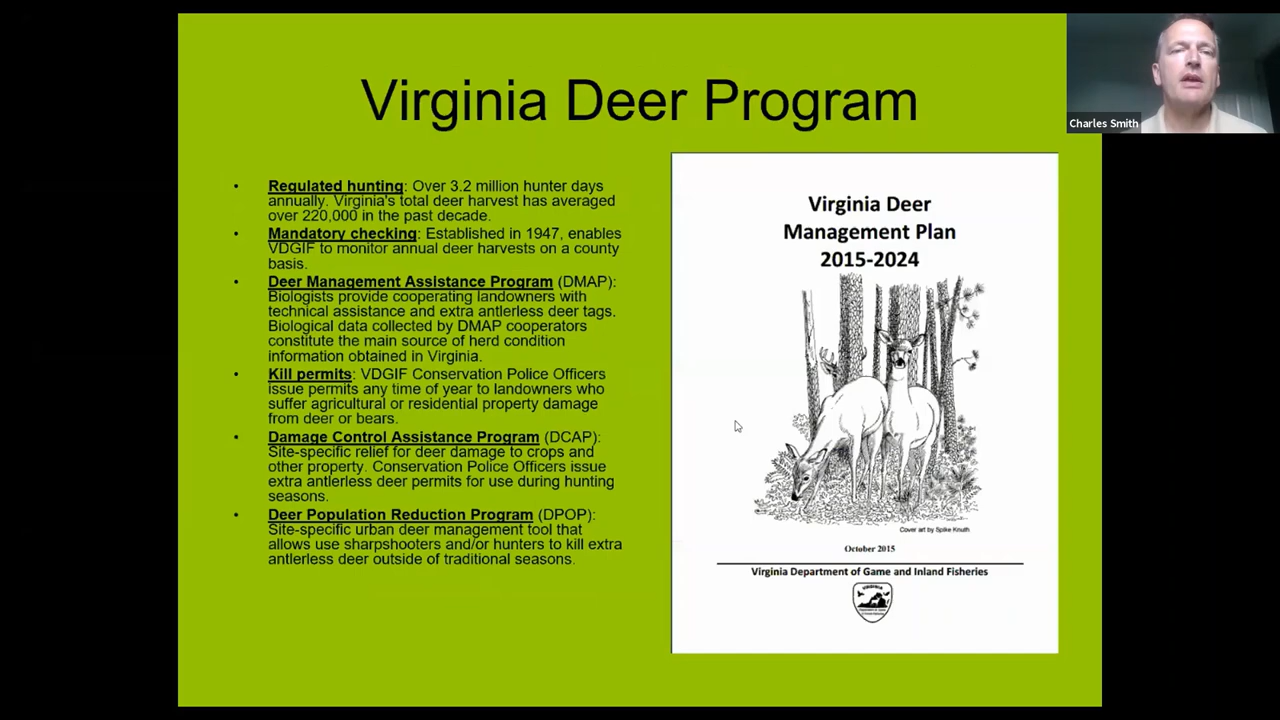 Virginia Deer Program
Charles Smith
• Regulated hunting: Over 3.2 million hunter days
annually. Virginia's total deer harvest has averaged
over 220,000 in the past decade.
• Mandatory checking: Established in 1947, enables
VDGIF to monitor annual deer harvests on a county
basis.
• Deer Management Assistance Program (DMAP):
Biologists provide cooperating landowners with
technical assistance and extra antlerless deer tags.
Biological data collected by DMAP cooperators
constitute the main source of herd condition
information obtained in Virginia.
• Kill permits: VDGIF Conservation Police Officers
issue permits any time of year to landowners who
suffer agricultural or residential property damage
from deer or bears.
• Damage Control Assistance Program (DCAP):
Site-specific relief for deer damage to crops and
other property. Conservation Police Officers issue
extra antlerless deer permits for use during hunting
seasons.
• Deer Population Reduction Program (DPOP):
Site-specific urban deer management tool that
allows use sharpshooters and/or hunters to kill extra
antlerless deer outside of traditional seasons.
Virginia Deer
Management Plan
2015-2024
Cover art by Spike Knuth
October 2015
Virginia Department of Game and Inland Fisheries
VIRGINIA